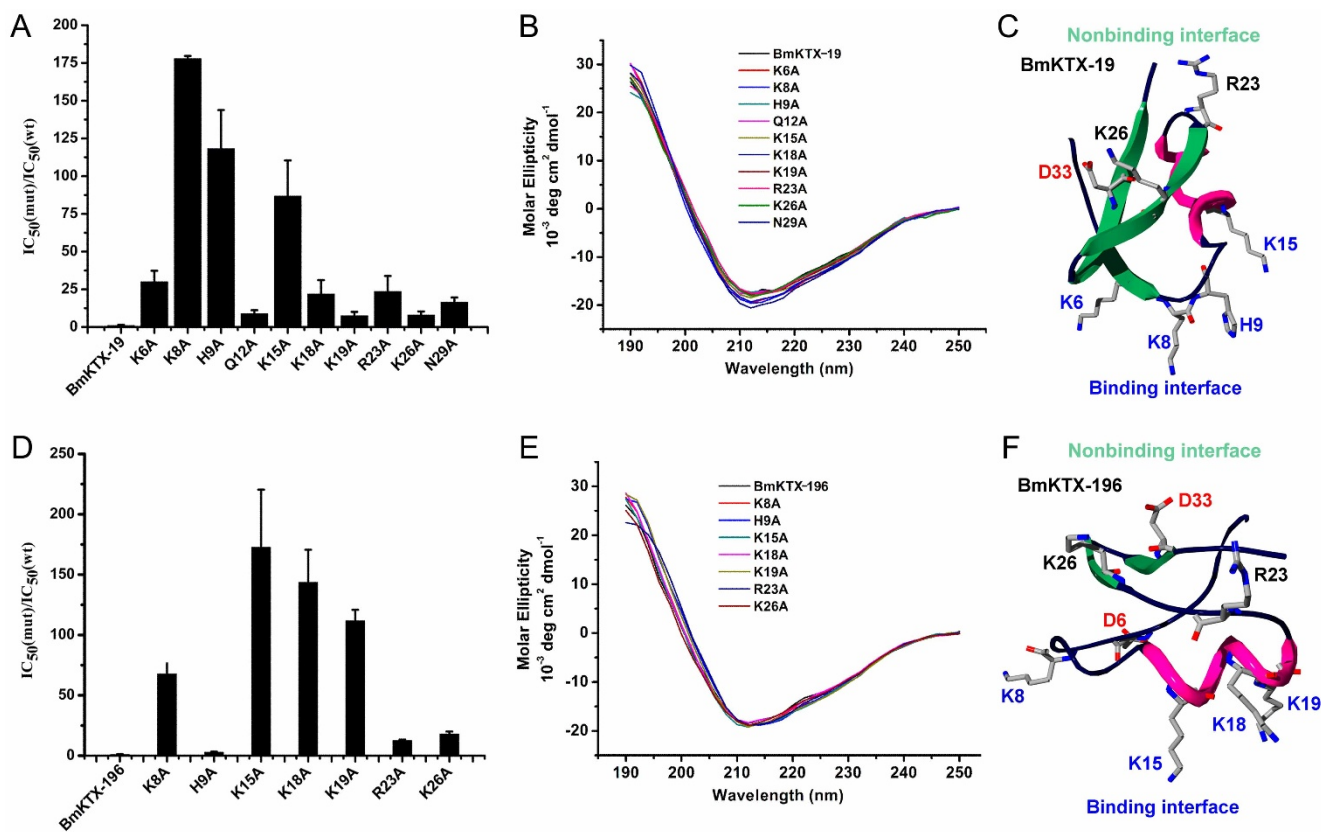 A
IC50(mut)/IC50(wt)
200
175
150
125
100
75
50
25
0
BmKTX-19
K6A
K8A
H9A
Q12A
K15A
K18A
K19A
R23A
K26A
N29A
B
Molar Ellipticity
10-3 deg cm2 dmol-1
30
20
10
0
-10
-20
190 200 210 220 230 240 250
Wavelength (nm)
BmKTX-19
K6A
K8A
H9A
Q12A
K15A
K18A
K19A
R23A
K26A
N29A
C
Nonbinding interface
BmKTX-19
R23
K26
D33
K15
K6
H9
K8
Binding interface
D
IC50(mut)/IC50(wt)
250
200
150
100
50
0
BmKTX-196
K8A
H9A
K15A
K18A
K19A
R23A
K26A
E
Molar Ellipticity
10-3 deg cm2 dmol-1
30
20
10
0
-10
-20
190 200 210 220 230 240 250
Wavelength (nm)
BmKTX-196
K8A
H9A
K15A
K18A
K19A
R23A
K26A
F
Nonbinding interface
BmKTX-196
D33
K26
R23
D6
K8
K19
K18
K15
Binding interface